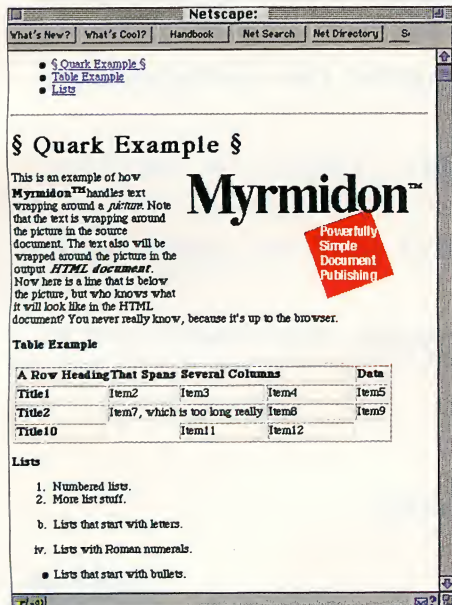 Netscape:
What's New? What's Cool? Handbook Net Search Net Directory
§ Quark Example §
Table Example
Lists
§ Quark Example §
This is an example of how
Myrmidon™ handles text
wrapping around a picture. Note
that the text is wrapping around
the picture in the source
document. The text also will be
wrapped around the picture in the
output HTML document.
Now here is a line that is below
the picture, but who knows what
it will look like in the HTML
document? You never really know, because it's up to the browser.
Myrmidon™
Powerfully
Simple
Document
Publishing
Table Example
A Row Heading That Spans Several Columns Data
Title1 Item2 Item3 Item4 Item5
Title2 Item7, which is too long really Item8 Item9
Title10 Item11 Item12
Lists
1. Numbered lists.
2. More list stuff.
b. Lists that start with letters.
iv. Lists with Roman numerals.
• Lists that start with bullets.